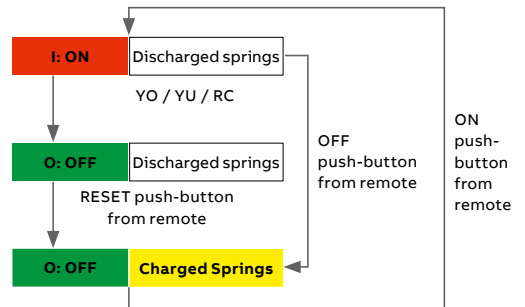 I: ON
Discharged springs
YO / YU / RC
O: OFF
Discharged springs
RESET push-button
from remote
O: OFF
Charged Springs
OFF
push-button
from remote
ON
push-
button
from
remote